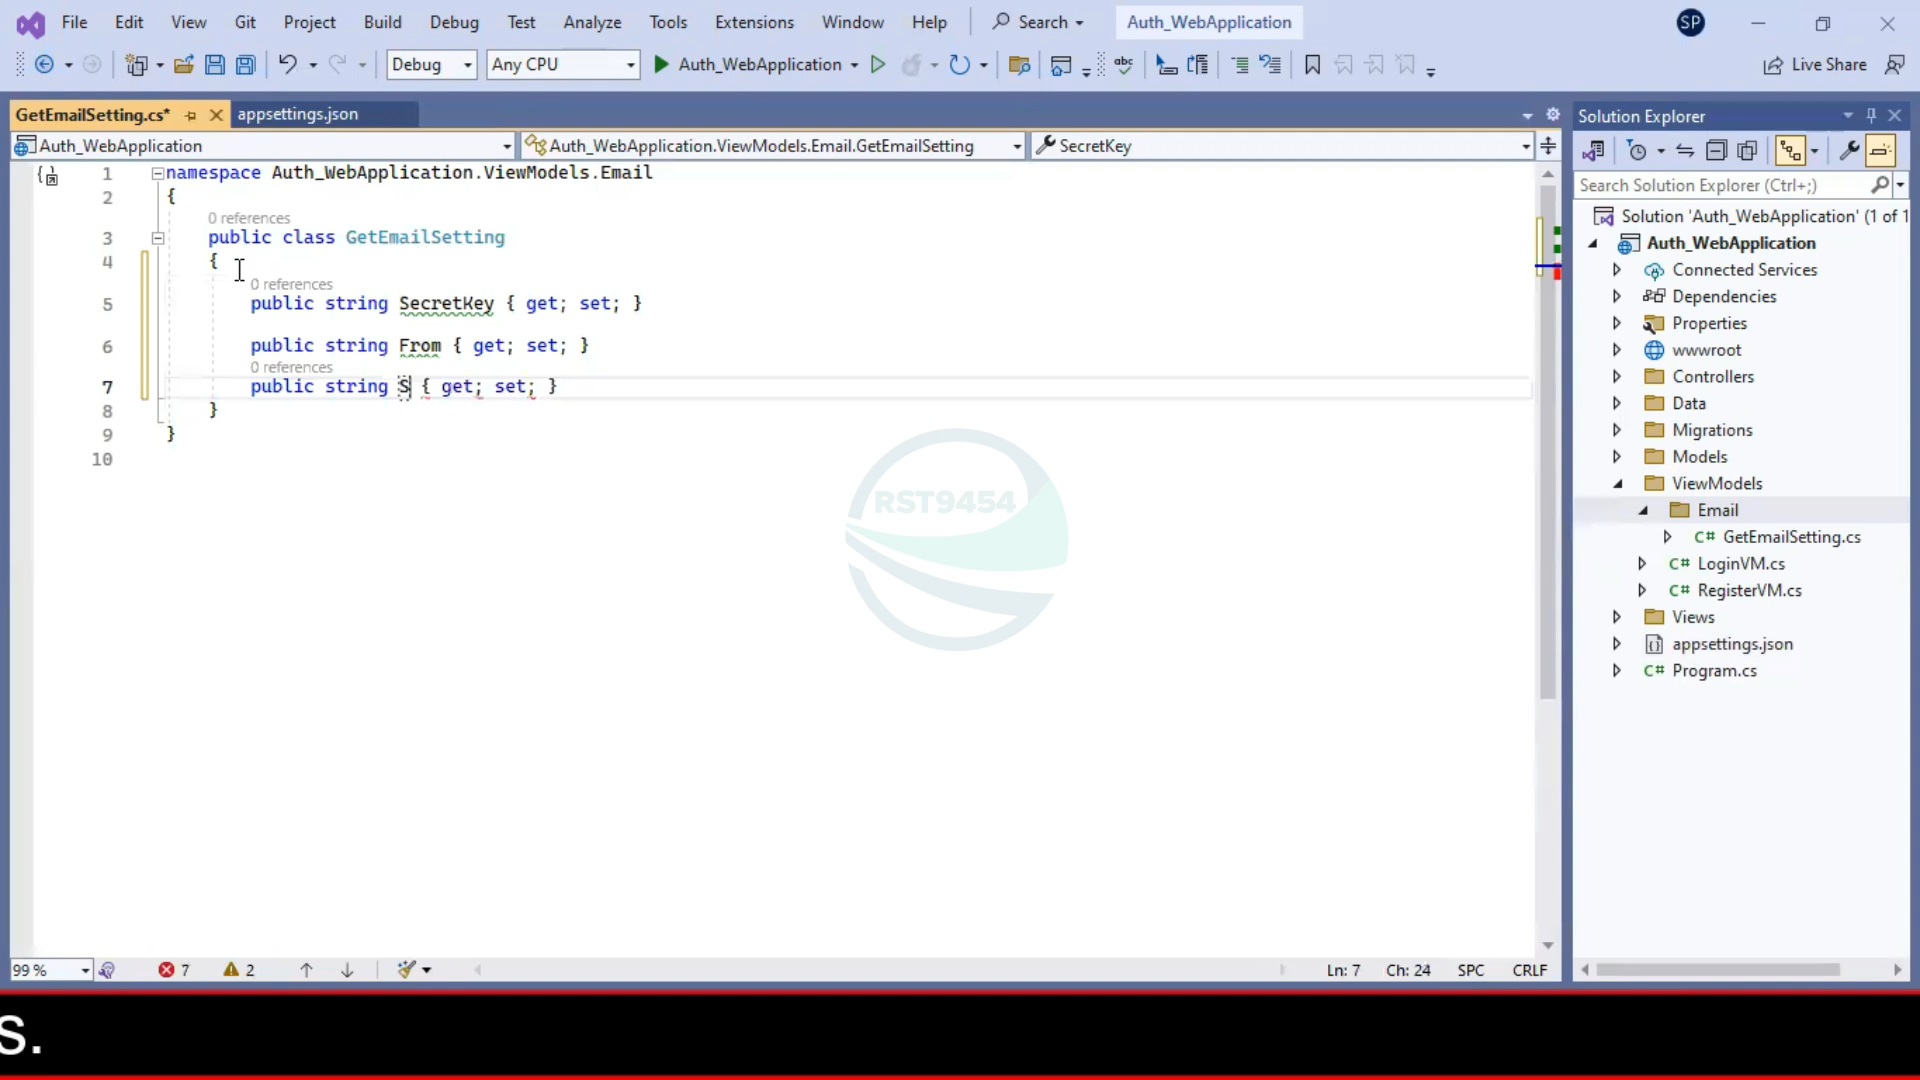 File Edit View Git Project Build Debug Test Analyze Tools Extensions Window Help Search Auth_WebApplication SP
Debug Any CPU Auth_WebApplication abc Live Share
GetEmailSetting.cs* appsettings.json
Auth_WebApplication Auth_WebApplication.ViewModels.Email.GetEmailSetting SecretKey
1 namespace Auth_WebApplication.ViewModels.Email
2 {
0 references
3 public class GetEmailSetting
4 {
0 references
5 public string SecretKey { get; set; }
6 public string From { get; set; }
0 references
7 public string S { get; set; }
8 }
9 }
10
RST9454
99 % 7 2 Ln: 7 Ch: 24 SPC CRLF
Solution Explorer
Search Solution Explorer (Ctrl+;)
Solution 'Auth_WebApplication' (1 of 1
Auth_WebApplication
Connected Services
Dependencies
Properties
wwwroot
Controllers
Data
Migrations
Models
ViewModels
Email
C# GetEmailSetting.cs
C# LoginVM.cs
C# RegisterVM.cs
Views
appsettings.json
C# Program.cs
s.